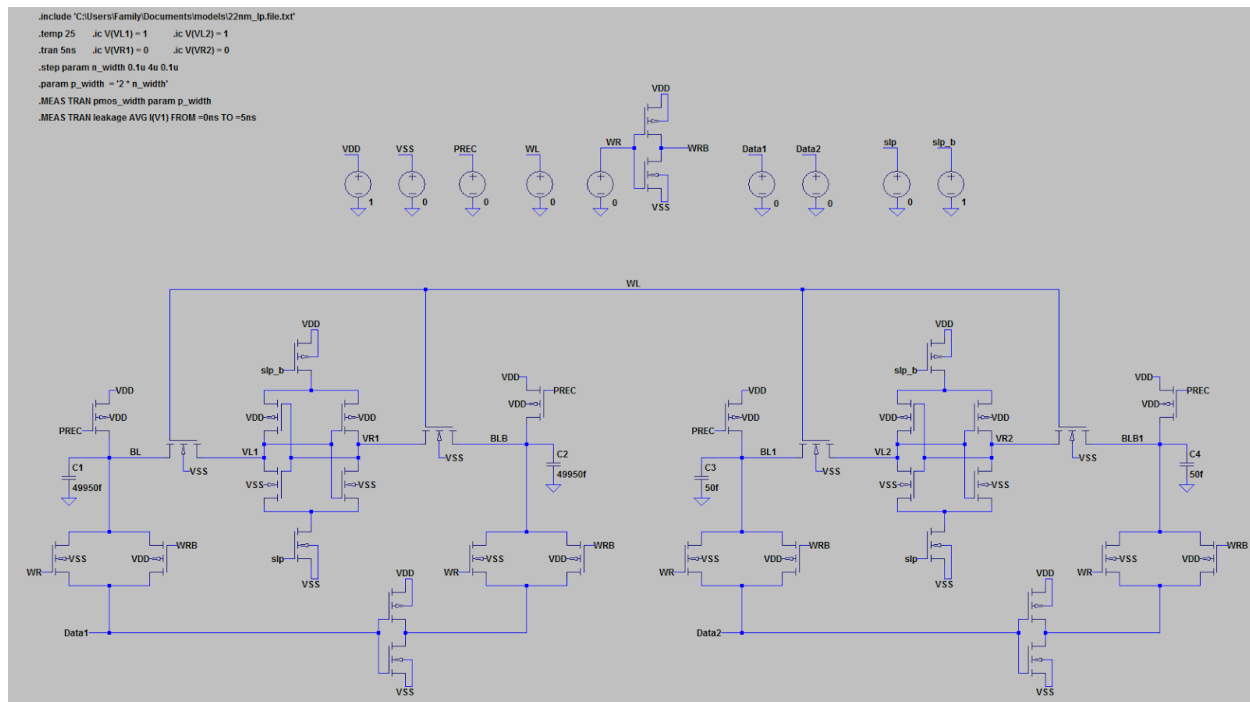 .include 'C:\Users\Family\Documents\models\22nm_lp.file.txt'
.temp 25 .ic V(VL1) = 1 .ic V(VL2) = 1
.tran 5ns .ic V(VR1) = 0 .ic V(VR2) = 0
.step param n_width 0.1u 4u 0.1u
.param p_width = '2 * n_width'
.MEAS TRAN pmos_width param p_width
.MEAS TRAN leakage AVG I(V1) FROM =0ns TO =5ns
VDD
VDD VSS PREC WL WR WRB Data1 Data2 slp slp_b
1 0 0 0 0 VSS 0 0 0 1
WL
VDD VDD
slp_b slp_b
VDD VDD PREC VDD VDD PREC
VDD VDD VDD VDD VDD VDD VDD VDD
PREC PREC
BL VL1 VR1 BLB BL1 VL2 VR2 BLB1
VSS VSS VSS VSS
C1 C2 C3 C4
49950f 49950f 50f 50f
VSS VSS VSS VSS
WRB WRB WRB WRB
VSS VDD slp VSS VDD VSS VDD slp VSS VDD
WR WR WR WR
VSS VSS
VDD VDD
Data1 Data2
VSS VSS